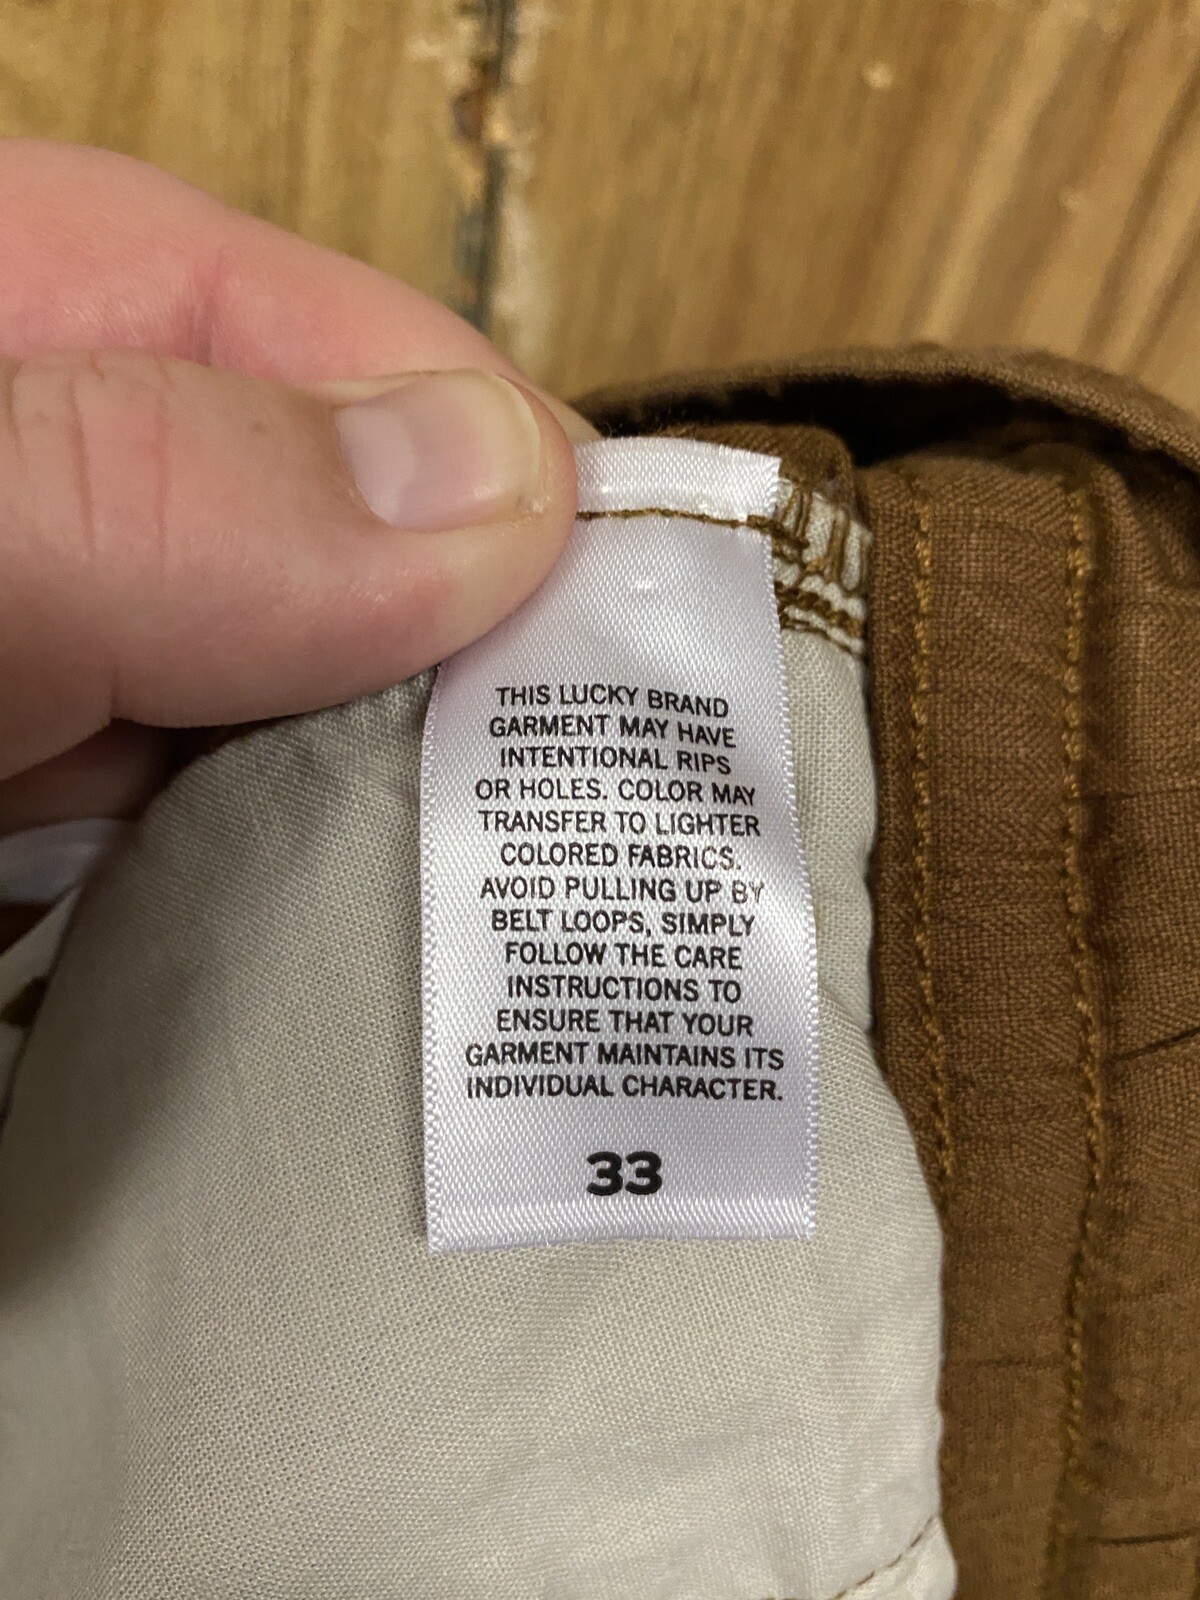 THIS LUCKY BRAND
GARMENT MAY HAVE
INTENTIONAL RIPS
OR HOLES. COLOR MAY
TRANSFER TO LIGHTER
COLORED FABRICS.
AVOID PULLING UP BY
BELT LOOPS, SIMPLY
FOLLOW THE CARE
INSTRUCTIONS TO
ENSURE THAT YOUR
GARMENT MAINTAINS ITS
INDIVIDUAL CHARACTER.
33